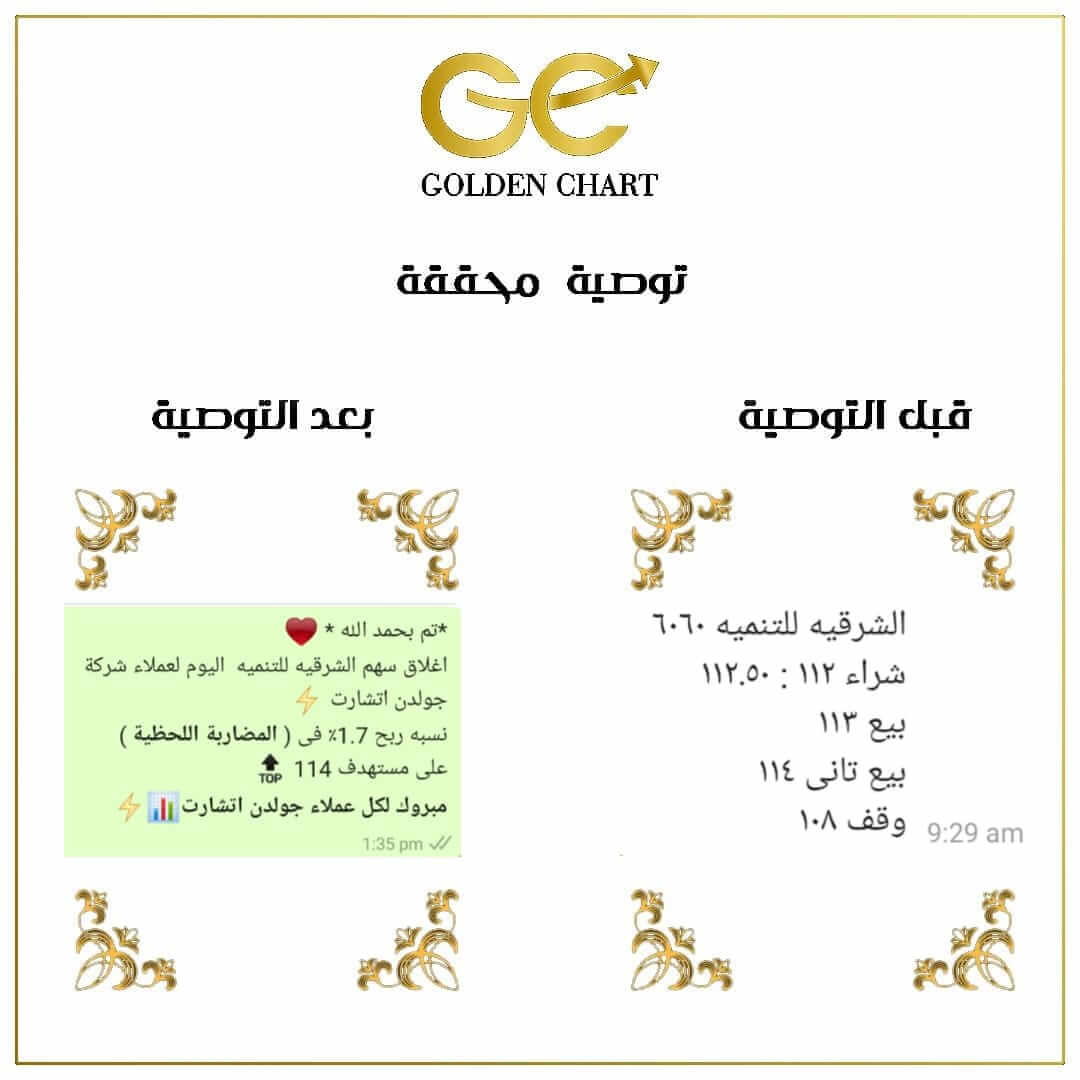 GC
GOLDEN CHART
توصية محققة
قبل التوصية
الشرقيه للتنميه ٦٠٦٠
شراء ١١٢ : ١١٢.٥٠
بيع ١١٣
بيع تانى ١١٤
وقف ١٠٨
9:29 am
بعد التوصية
*تم بحمد الله * ❤️
اغلاق سهم الشرقيه للتنميه اليوم لعملاء شركة
جولدن اتشارت ⚡
نسبه ربح 1.7٪ فى ( المضاربة اللحظية )
على مستهدف 114 🔝
مبروك لكل عملاء جولدن اتشارت📊⚡
1:35 pm